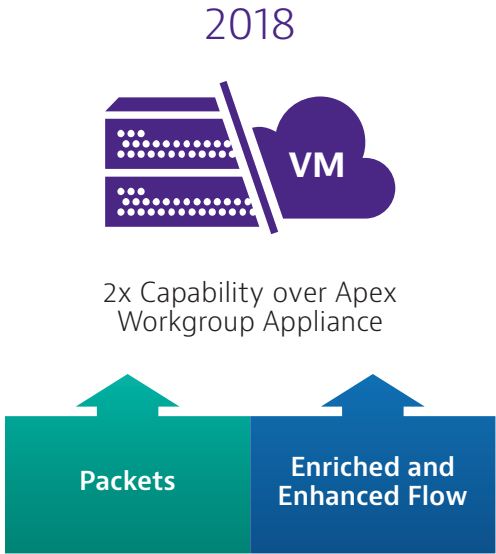 2018
VM
2x Capability over Apex
Workgroup Appliance
Packets
Enriched and
Enhanced Flow